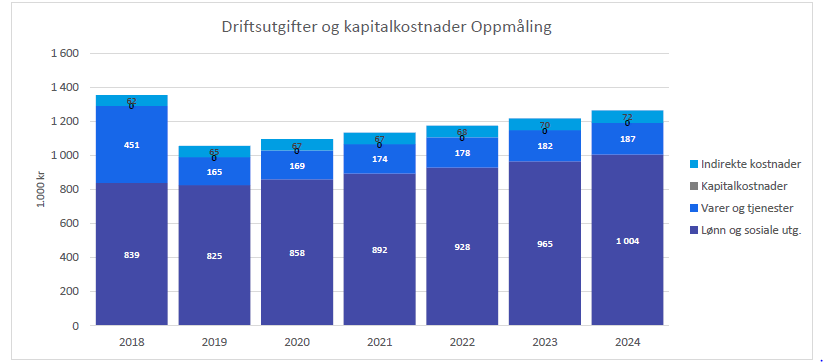 Driftsutgifter og kapitalkostnader Oppmåling
1.000 kr
1 600
1 400
1 200
1 000
800
600
400
200
0
62 65 67 67 68 70 72
0 0 0 0 0 0 0
451 165 169 174 178 182 187
839 825 858 892 928 965 1 004
2018 2019 2020 2021 2022 2023 2024
Indirekte kostnader
Kapitalkostnader
Varer og tjenester
Lønn og sosiale utg.